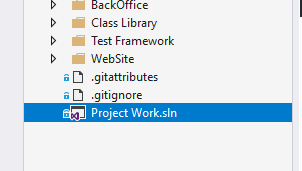 BackOffice
Class Library
Test Framework
WebSite
.gitattributes
.gitignore
Project Work.sln